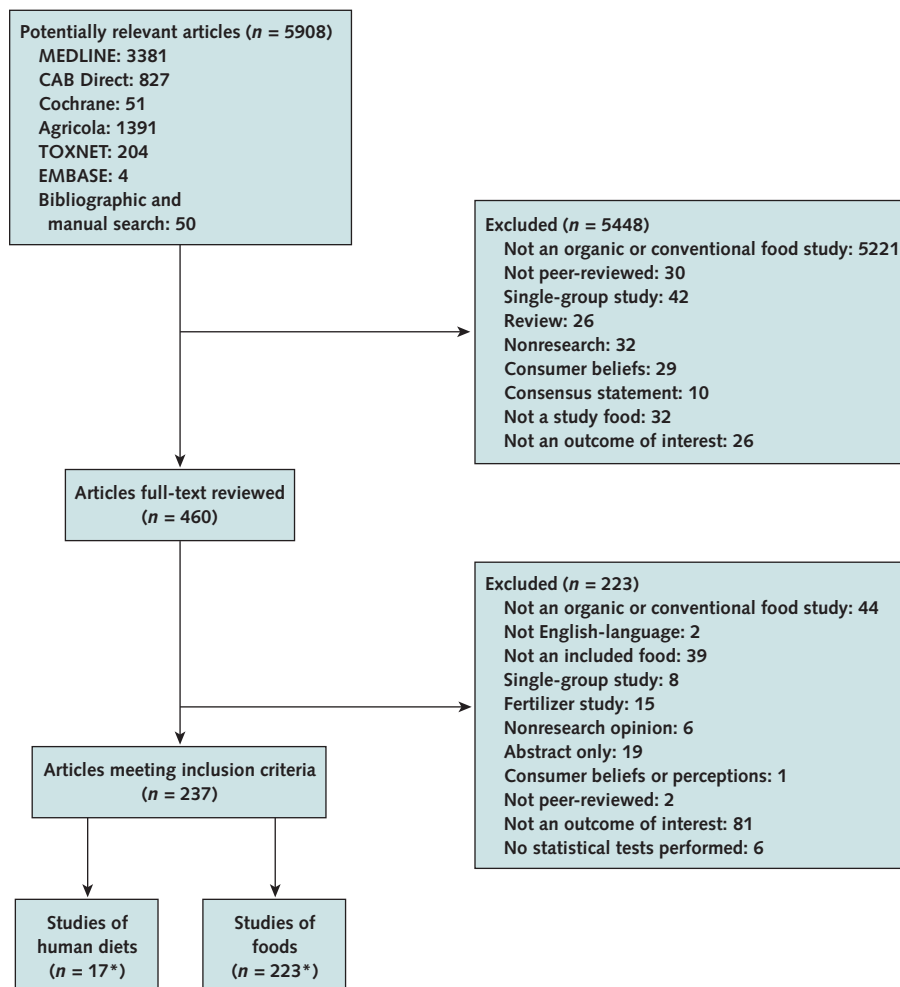 Potentially relevant articles (n = 5908)
MEDLINE: 3381
CAB Direct: 827
Cochrane: 51
Agricola: 1391
TOXNET: 204
EMBASE: 4
Bibliographic and
manual search: 50
Excluded (n = 5448)
Not an organic or conventional food study: 5221
Not peer-reviewed: 30
Single-group study: 42
Review: 26
Nonresearch: 32
Consumer beliefs: 29
Consensus statement: 10
Not a study food: 32
Not an outcome of interest: 26
Articles full-text reviewed
(n = 460)
Excluded (n = 223)
Not an organic or conventional food study: 44
Not English-language: 2
Not an included food: 39
Single-group study: 8
Fertilizer study: 15
Nonresearch opinion: 6
Abstract only: 19
Consumer beliefs or perceptions: 1
Not peer-reviewed: 2
Not an outcome of interest: 81
No statistical tests performed: 6
Articles meeting inclusion criteria
(n = 237)
Studies of
human diets
(n = 17*)
Studies of
foods
(n = 223*)